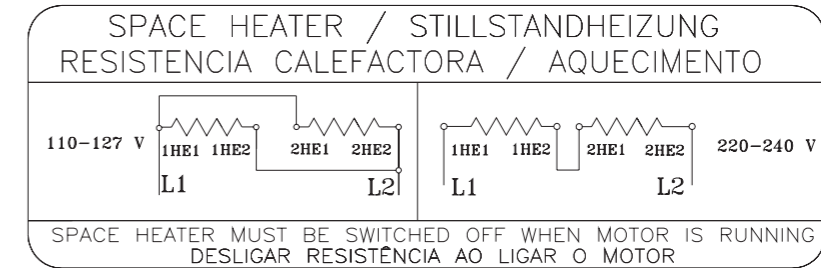 SPACE HEATER / STILLSTANDHEIZUNG
RESISTENCIA CALEFACTORA / AQUECIMENTO
110-127 V 1HE1 1HE2 2HE1 2HE2
L1 L2
1HE1 1HE2 2HE1 2HE2 220-240 V
L1 L2
SPACE HEATER MUST BE SWITCHED OFF WHEN MOTOR IS RUNNING
DESLIGAR RESISTÊNCIA AO LIGAR O MOTOR